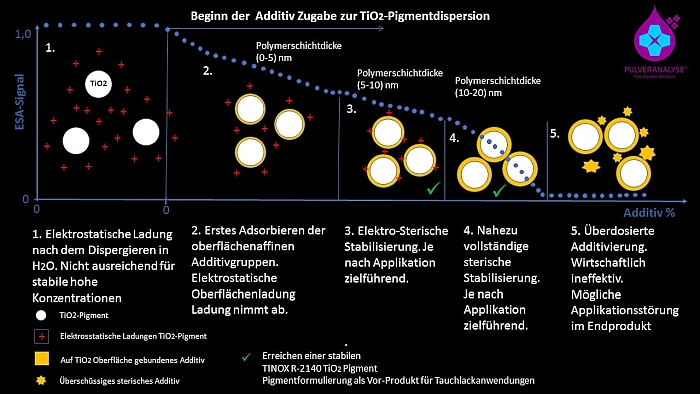 Beginn der Additiv Zugabe zur TiO2-Pigmentdispersion
PULVERANALYSE®
Fine-Powder Analysis
1,0
ESA-Signal
0
0
0
Additiv %
1.
TiO2
2.
Polymerschichtdicke
(0-5) nm
Polymerschichtdicke
(5-10) nm
3.
Polymerschichtdicke
(10-20) nm
4.
5.
1. Elektrostatische Ladung
nach dem Dispergieren in
H2O. Nicht ausreichend für
stabile hohe
Konzentrationen
2. Erstes Adsorbieren der
oberflächenaffinen
Additivgruppen.
Elektrostatische
Oberflächenladung
Ladung nimmt ab.
3. Elektro-Sterische
Stabilisierung. Je
nach Applikation
zielführend.
4. Nahezu
vollständige
sterische
Stabilisierung.
Je nach
Applikation
zielführend.
5. Überdosierte
Additivierung.
Wirtschaftlich
ineffektiv.
Mögliche
Applikationsstörung
im Endprodukt
TiO2-Pigment
Elektrosstatische Ladungen TiO2-Pigment
Auf TiO2 Oberfläche gebundenes Additiv
Überschüssiges sterisches Additiv
Erreichen einer stabilen
TINOX R-2140 TiO2 Pigment
Pigmentformulierung als Vor-Produkt für Tauchlackanwendungen